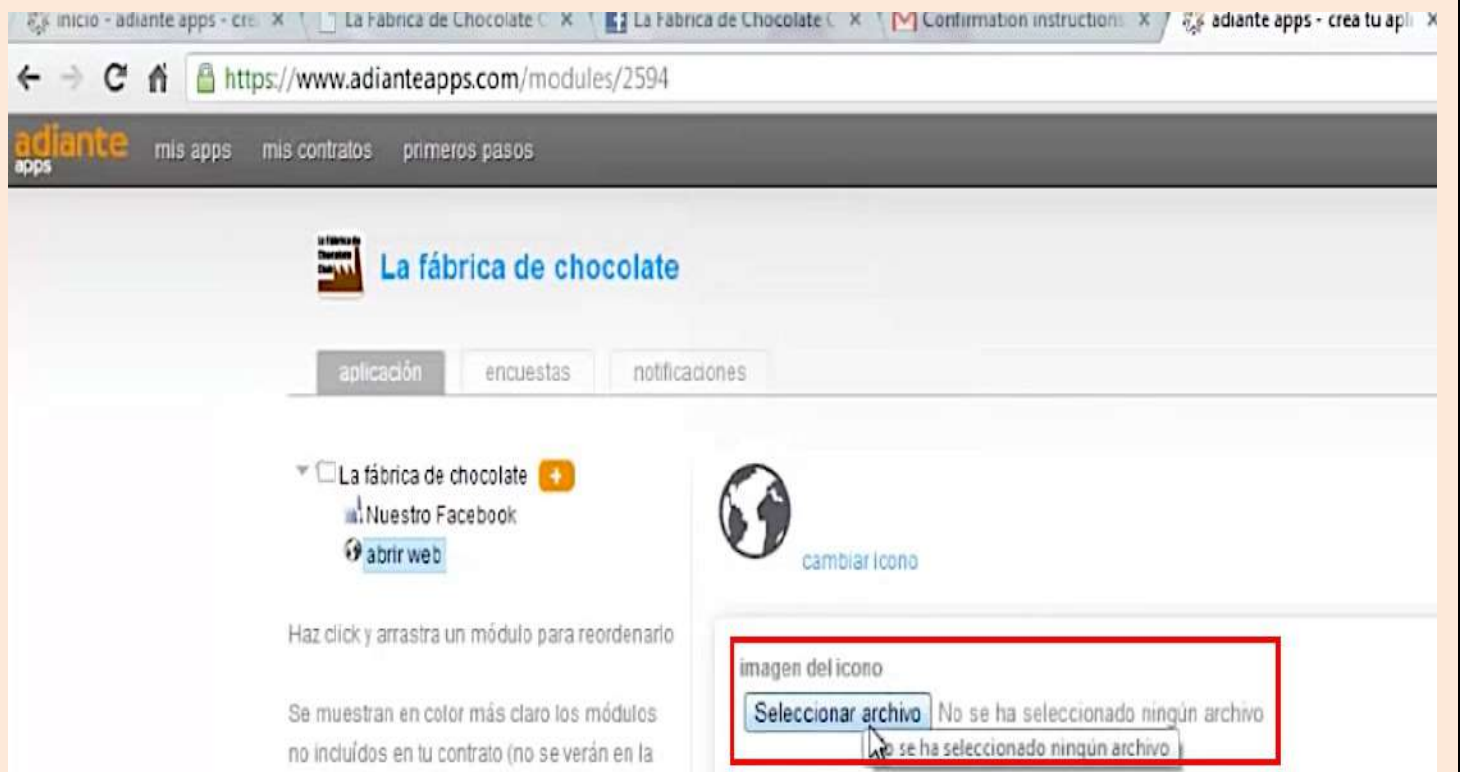 inicio - adiante apps - cre
La Fábrica de Chocolate C
La Fábrica de Chocolate C
Confirmation instructions
adiante apps - crea tu apli
https://www.adianteapps.com/modules/2594
adiante apps mis apps mis contratos primeros pasos
La fábrica de chocolate
aplicación encuestas notificaciones
La fábrica de chocolate +
Nuestro Facebook
abrir web
cambiar icono
Haz click y arrastra un módulo para reordenarlo
imagen del icono
Seleccionar archivo No se ha seleccionado ningún archivo
Se muestran en color más claro los módulos
no incluídos en tu contrato (no se verán en la
se ha seleccionado ningún archivo